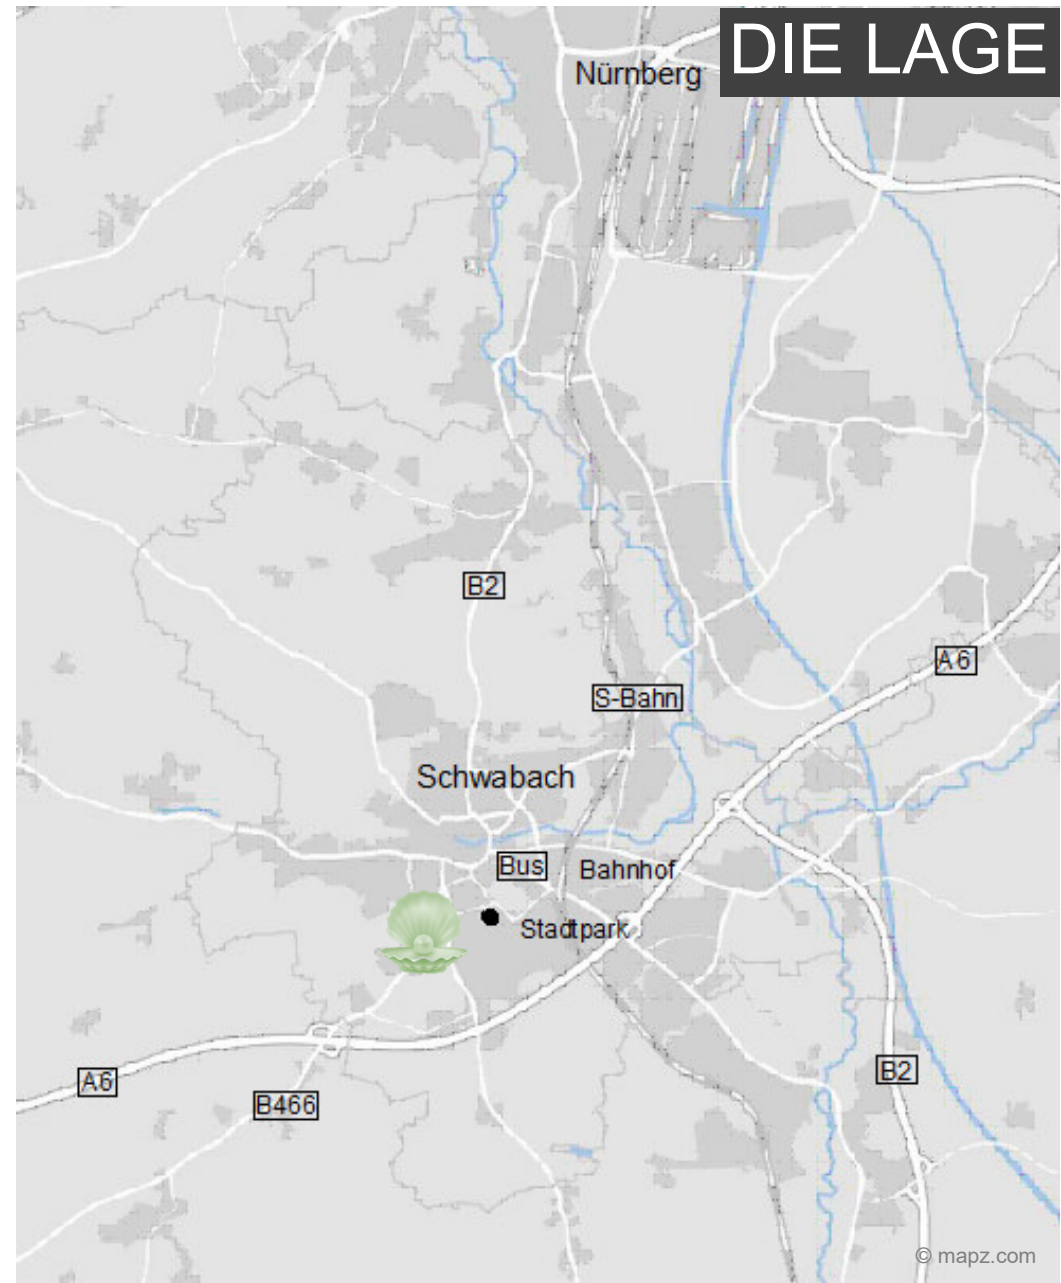 DIE LAGE
Nürnberg
B2
A6
S-Bahn
Schwabach
Bus
Bahnhof
Stadtpark
A6
B2
B466
© mapz.com